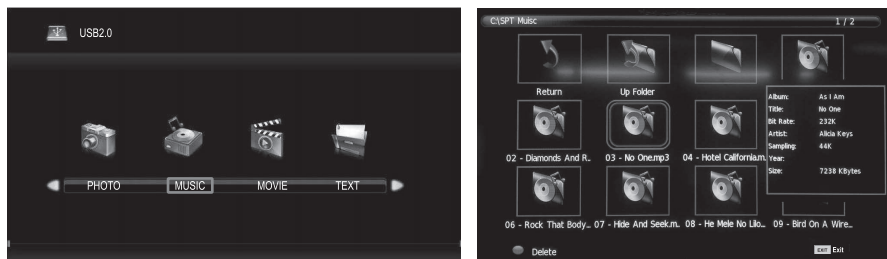 USB2.0
PHOTO MUSIC MOVIE TEXT
C:\SPT Muisc 1 / 2
Return Up Folder
Album: As I Am
Title: No One
Bit Rate: 232K
Artist: Alicia Keys
Sampling: 44K
Year:
Size: 7238 KBytes
02 - Diamonds And R.. 03 - No One.mp3 04 - Hotel California.m.
06 - Rock That Body... 07 - Hide And Seek.m.. 08 - He Mele No Lilo... 09 - Bird On A Wire...
Delete EXIT Exit